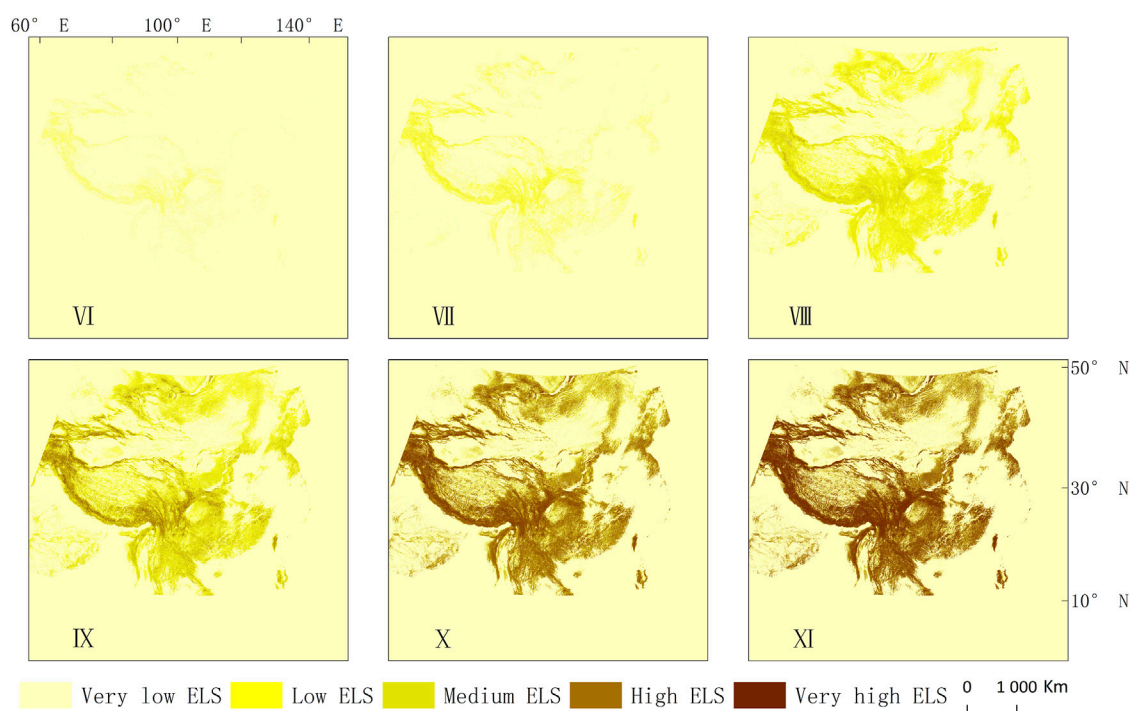 60° E 100° E 140° E
Ⅵ Ⅶ Ⅷ
50° N
30° N
10° N
Ⅸ Ⅹ Ⅺ
Very low ELS Low ELS Medium ELS High ELS Very high ELS 0 1 000 Km